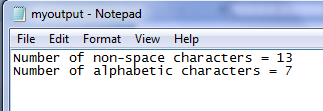 myoutput - Notepad
File Edit Format View Help
Number of non-space characters = 13
Number of alphabetic characters = 7